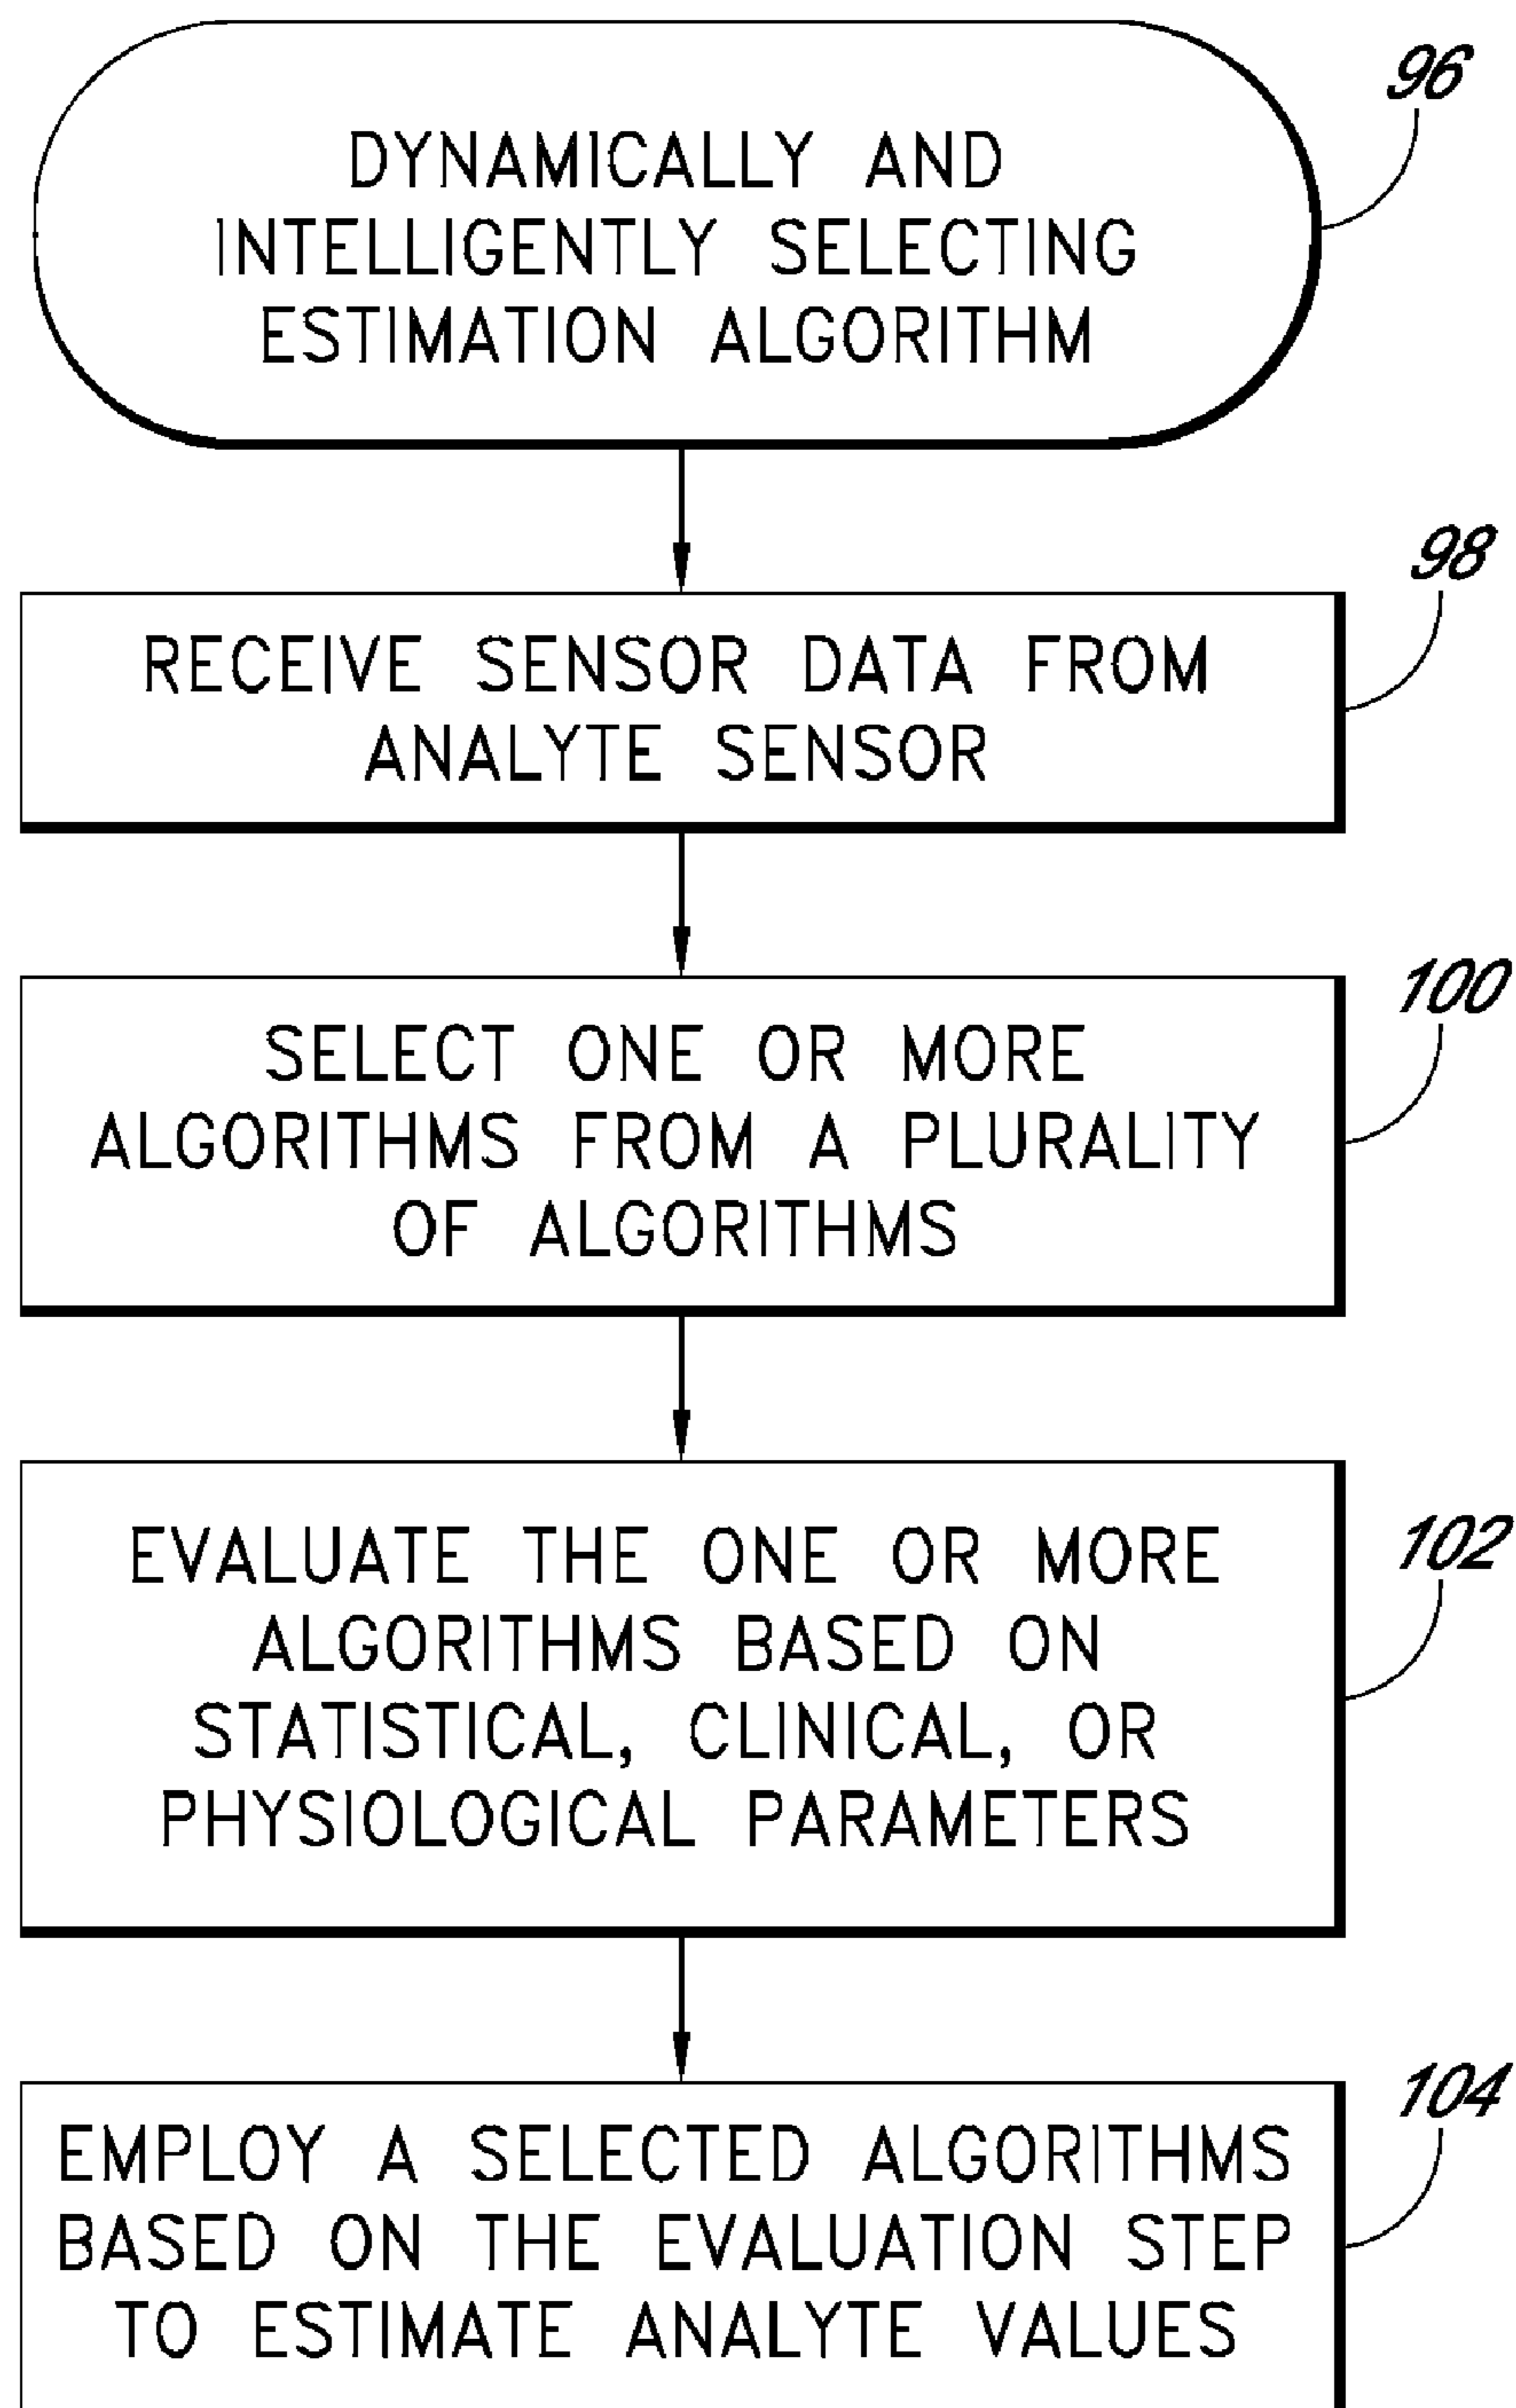 96
DYNAMICALLY AND
INTELLIGENTLY SELECTING
ESTIMATION ALGORITHM
98
RECEIVE SENSOR DATA FROM
ANALYTE SENSOR
100
SELECT ONE OR MORE
ALGORITHMS FROM A PLURALITY
OF ALGORITHMS
102
EVALUATE THE ONE OR MORE
ALGORITHMS BASED ON
STATISTICAL, CLINICAL, OR
PHYSIOLOGICAL PARAMETERS
104
EMPLOY A SELECTED ALGORITHMS
BASED ON THE EVALUATION STEP
TO ESTIMATE ANALYTE VALUES